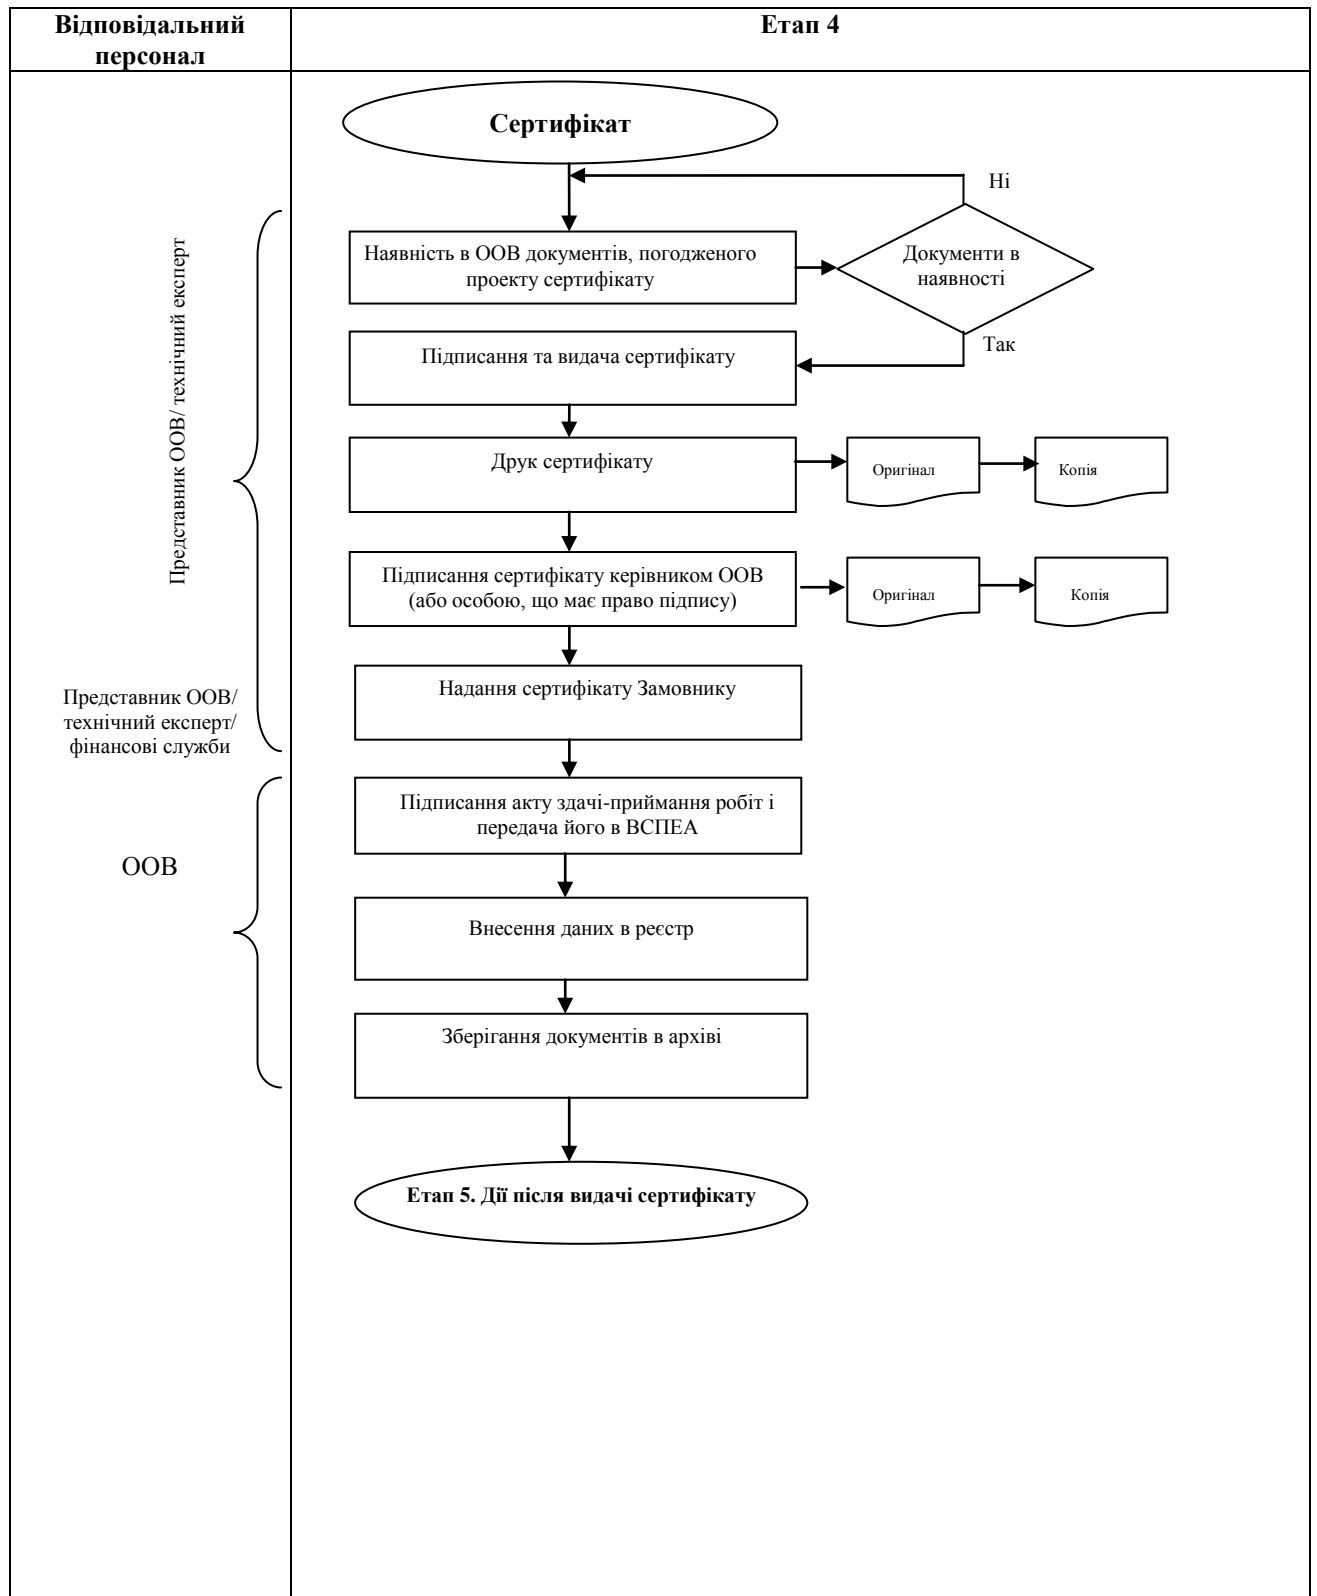 Відповідальний
персонал
Етап 4
Сертифікат
Ні
Наявність в ООВ документів, погодженого
проекту сертифікату
Документи в
наявності
Так
Підписання та видача сертифікату
Друк сертифікату
Оригінал
Копія
Підписання сертифікату керівником ООВ
(або особою, що має право підпису)
Оригінал
Копія
Представник ООВ/ технічний експерт
Надання сертифікату Замовнику
Представник ООВ/
технічний експерт/
фінансові служби
Підписання акту здачі-приймання робіт і
передача його в ВСПЕА
ООВ
Внесення даних в реєстр
Зберігання документів в архіві
Етап 5. Дії після видачі сертифікату